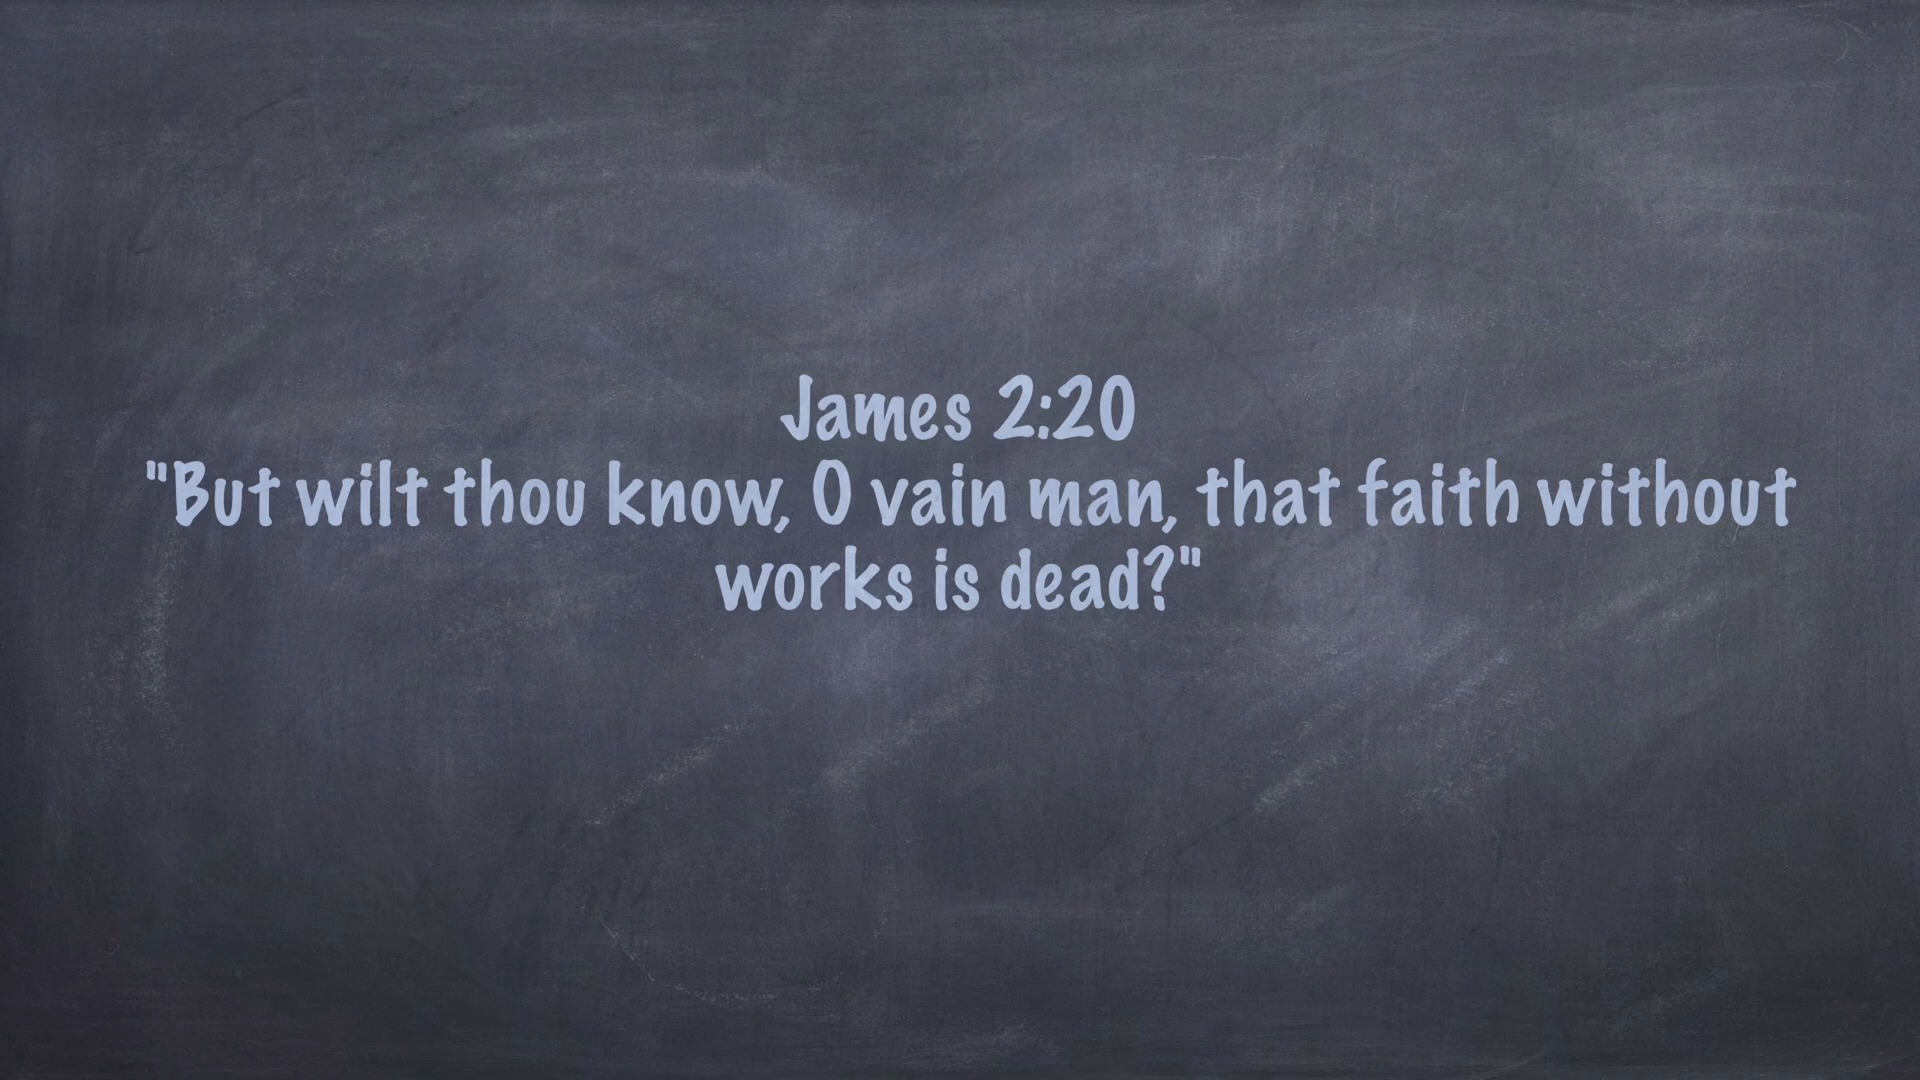 James 2:20
"But wilt thou know, O vain man, that faith without
works is dead?"